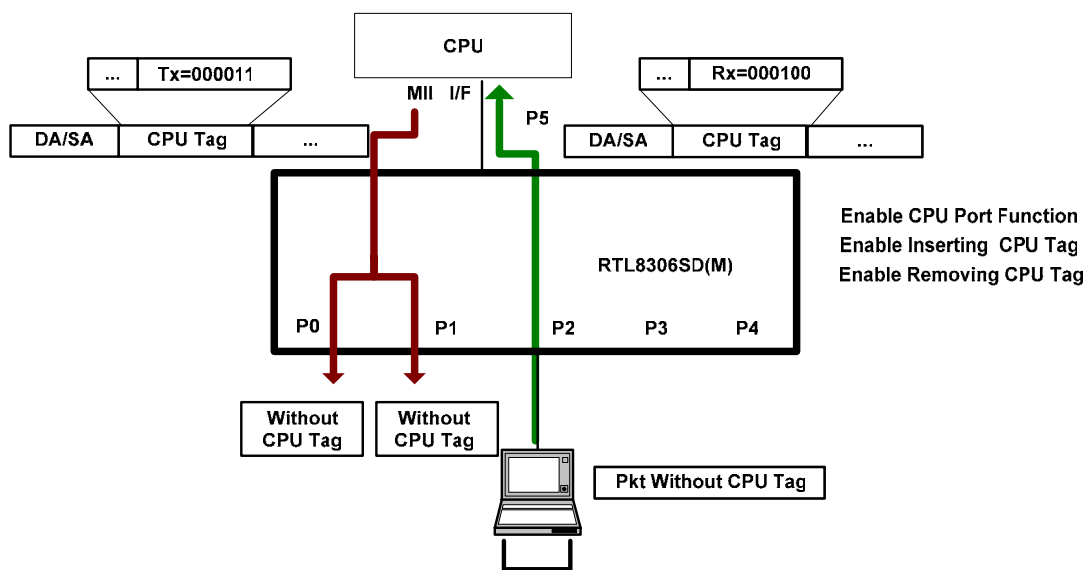 CPU
... Tx=000011
... Rx=000100
MII I/F
P5
DA/SA CPU Tag ...
DA/SA CPU Tag ...
Enable CPU Port Function
Enable Inserting CPU Tag
Enable Removing CPU Tag
RTL8306SD(M)
P0 P1 P2 P3 P4
Without
CPU Tag
Without
CPU Tag
Pkt Without CPU Tag